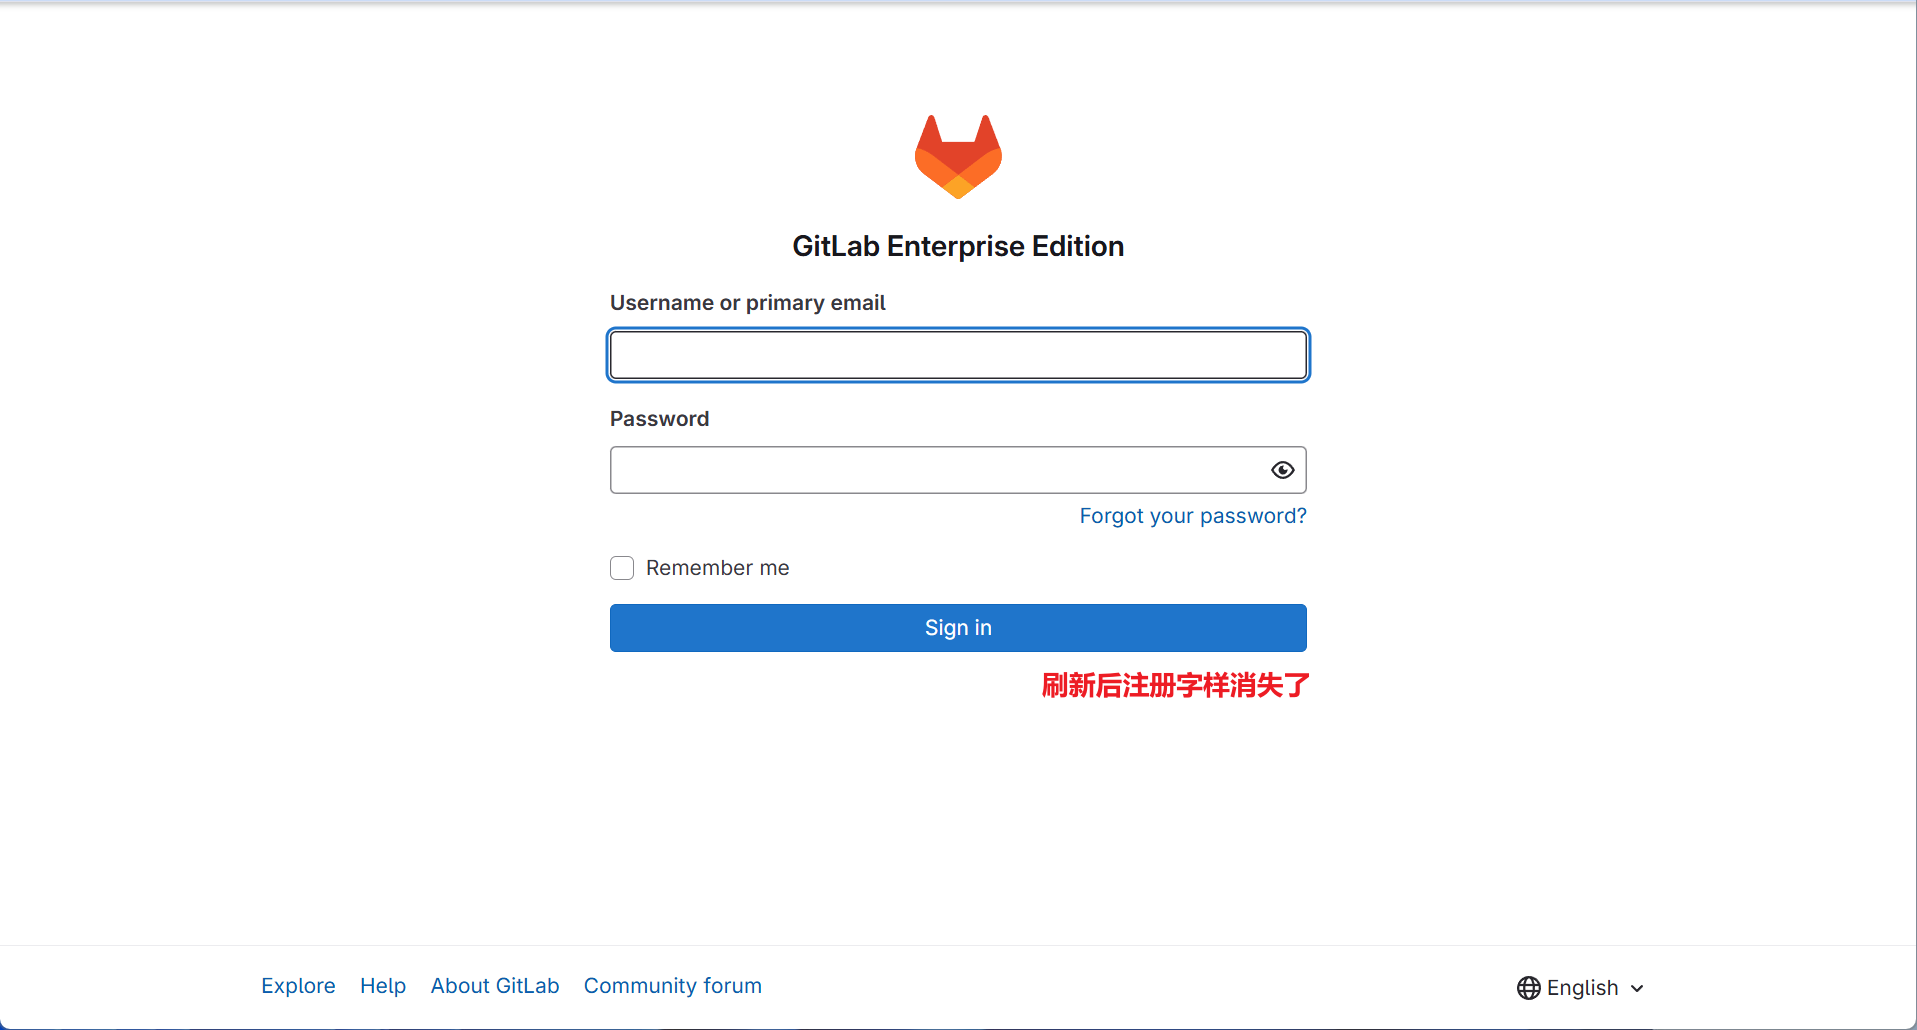 GitLab Enterprise Edition
Username or primary email
Password
Forgot your password?
Remember me
Sign in
刷新后注册字样消失了
Explore Help About GitLab Community forum English